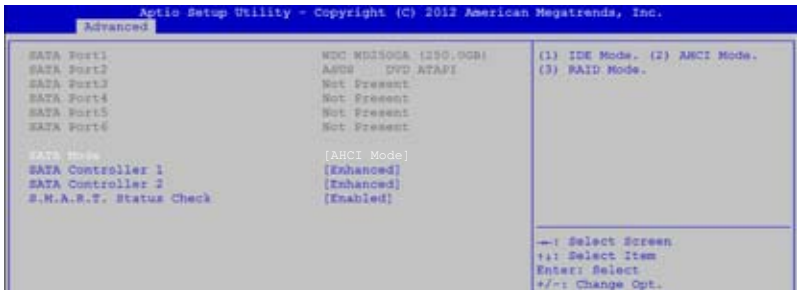 Aptio Setup Utility - Copyright (C) 2012 American Megatrends, Inc.
Advanced
SATA Port1 WDC WD2500A (250.0GB)
SATA Port2 DVD ATAPI
SATA Port3 Not Present
SATA Port4 Not Present
SATA Port5 Not Present
SATA Port6 Not Present
SATA Mode [AHCI Mode]
SATA Controller 1 [Enhanced]
SATA Controller 2 [Enhanced]
S.M.A.R.T. Status Check [Enabled]
(1) IDE Mode. (2) AHCI Mode.
(3) RAID Mode.
: Select Screen
: Select Item
Enter: Select
+/-: Change Opt.